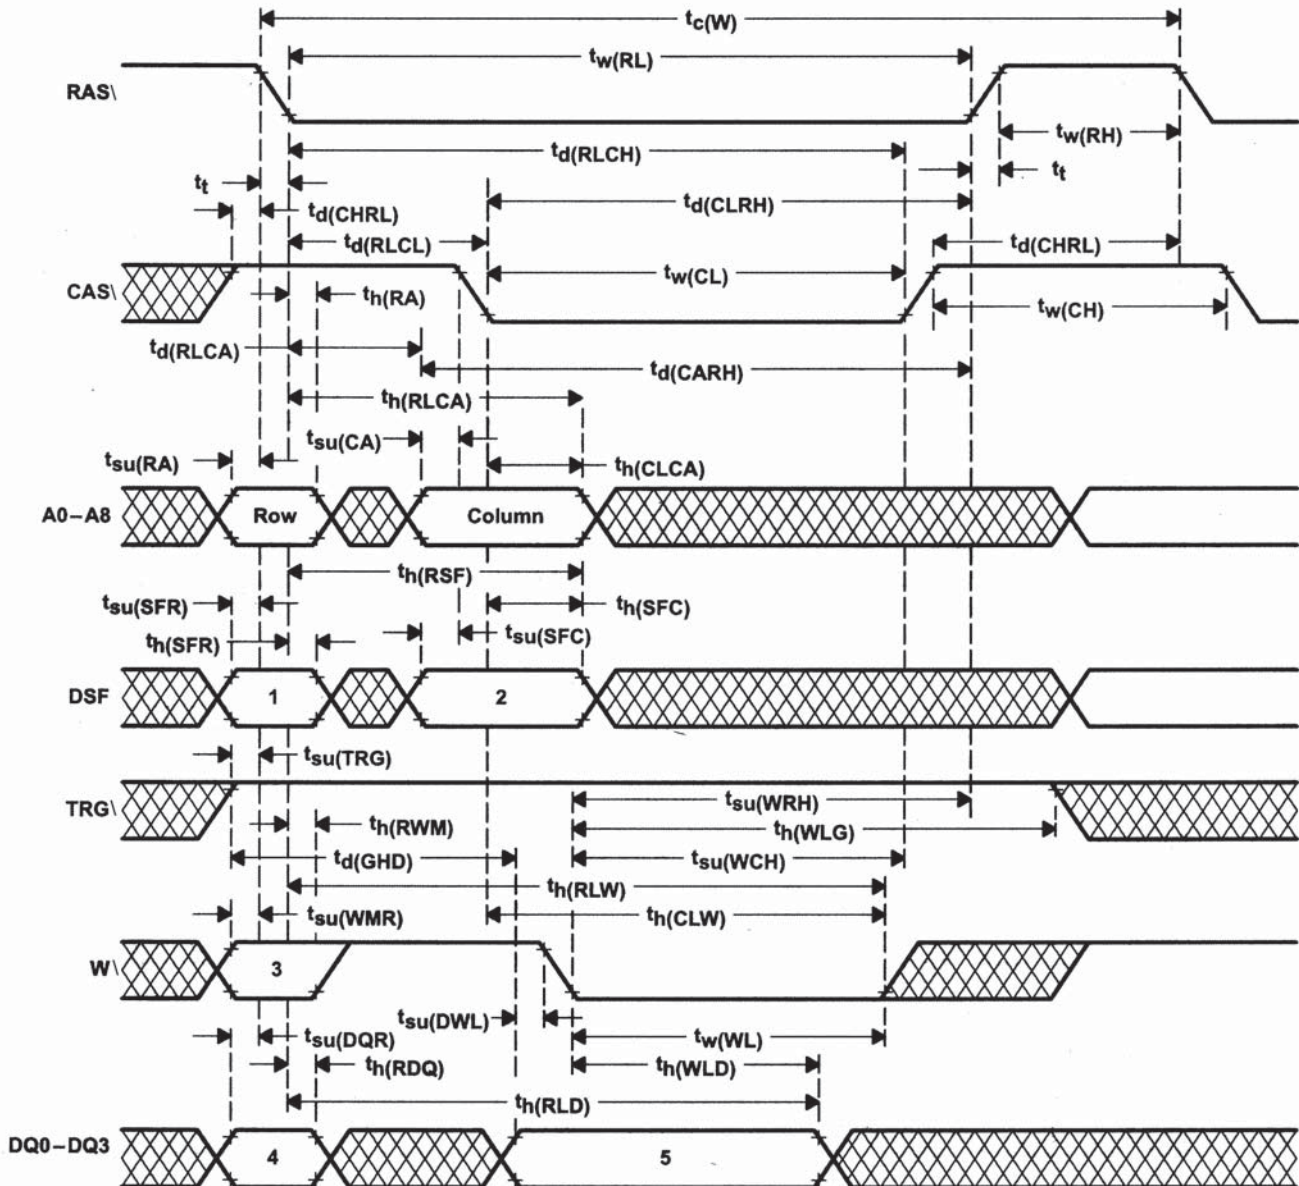 tc(W)
tw(RL)
RAS\
tw(RH)
td(RLCH)
tt
tt
td(CLRH)
td(CHRL)
td(RLCL)
td(CHRL)
tw(CL)
CAS\
th(RA)
tw(CH)
td(RLCA)
td(CARH)
th(RLCA)
tsu(CA)
tsu(RA)
th(CLCA)
A0–A8
Row
Column
th(RSF)
tsu(SFR)
th(SFC)
th(SFR)
tsu(SFC)
DSF
1
2
tsu(TRG)
TRG\
tsu(WRH)
th(RWM)
th(WLG)
td(GHD)
tsu(WCH)
th(RLW)
tsu(WMR)
th(CLW)
W\
3
tsu(DWL)
tsu(DQR)
tw(WL)
th(RDQ)
th(WLD)
th(RLD)
DQ0–DQ3
4
5